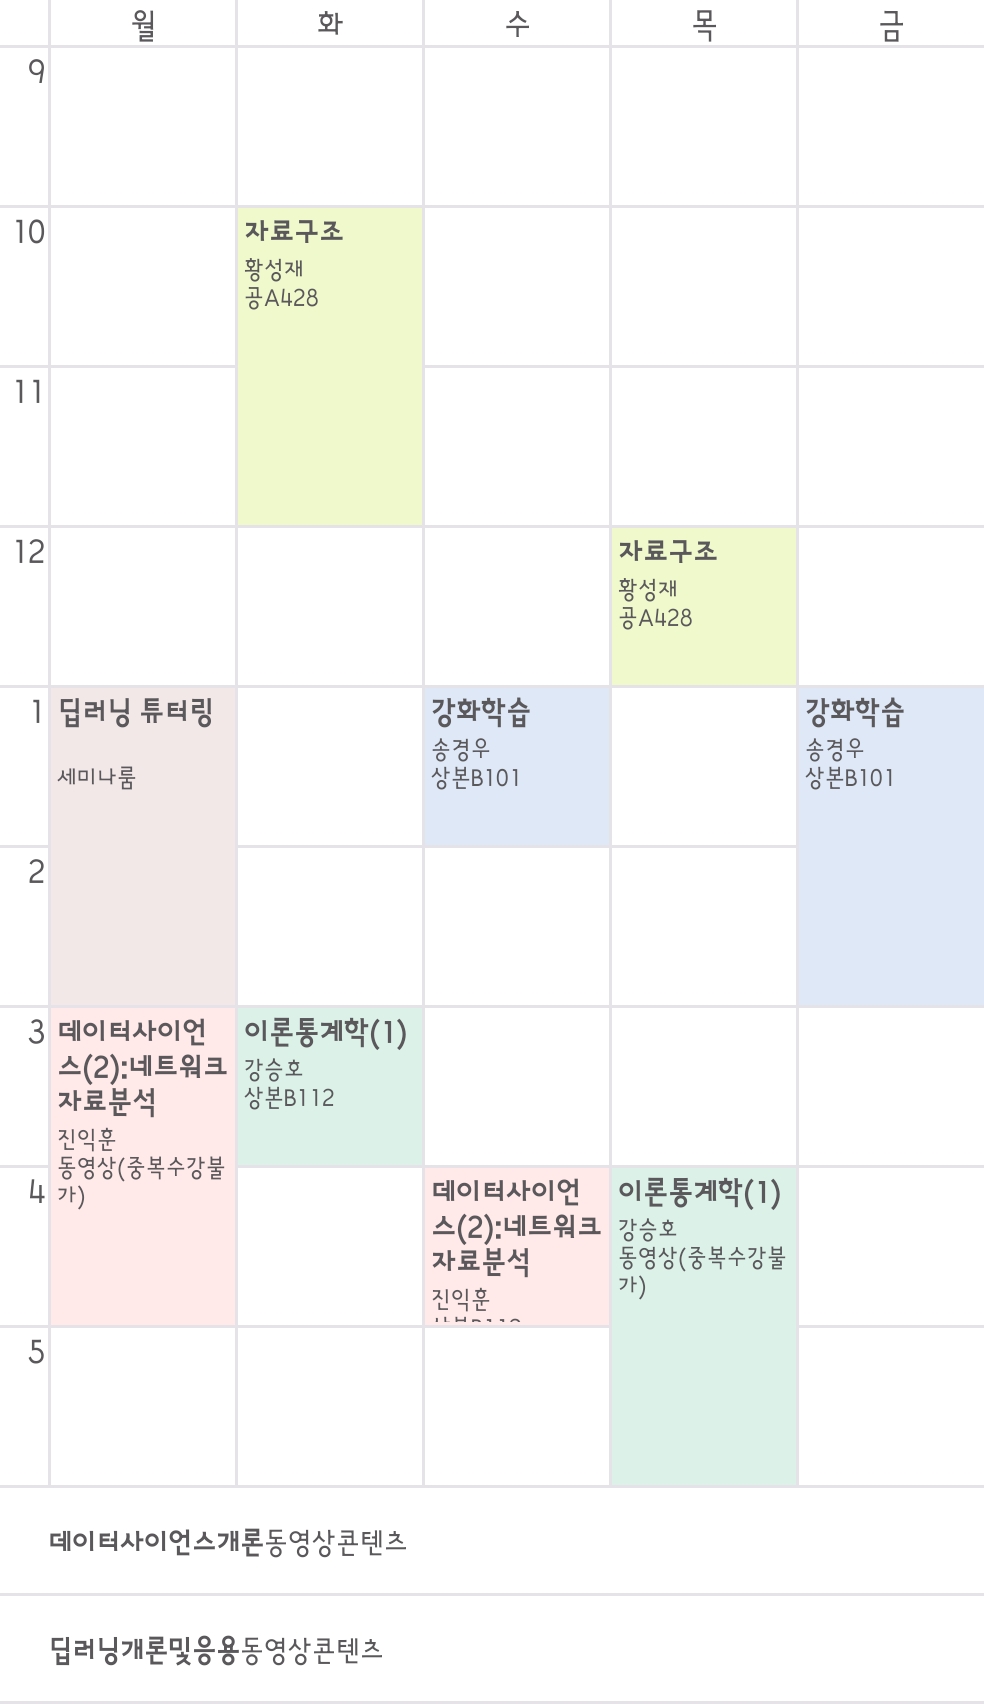 월 화 수 목 금
9
10
자료구조
황성재
공A428
11
12
자료구조
황성재
공A428
1
딥러닝 튜터링
세미나룸
강화학습
송경우
상본B101
강화학습
송경우
상본B101
2
3
데이터사이언
스(2):네트워크
자료분석
진익훈
동영상(중복수강불
가)
이론통계학(1)
강승호
상본B112
4
데이터사이언
스(2):네트워크
자료분석
진익훈
이론통계학(1)
강승호
동영상(중복수강불
가)
5
데이터사이언스개론동영상콘텐츠
딥러닝개론및응용동영상콘텐츠